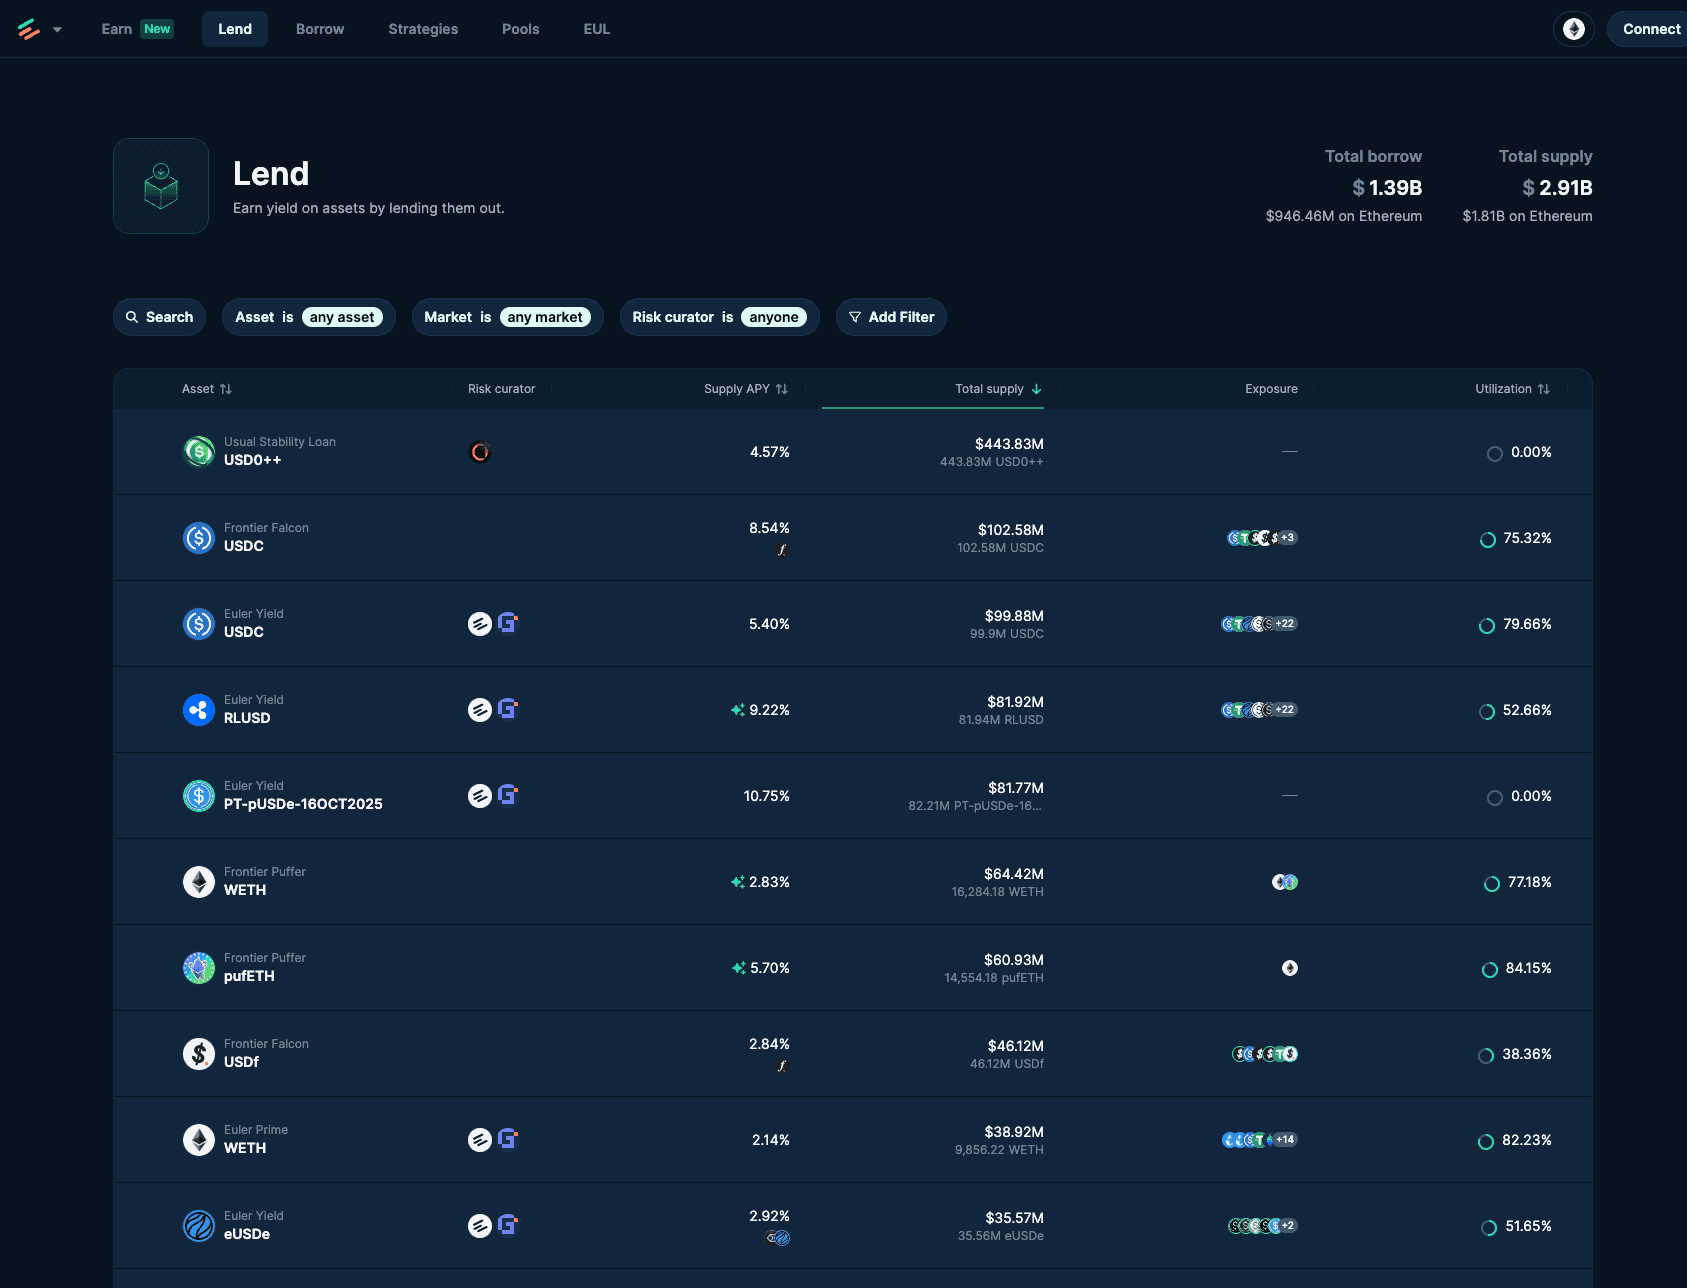 Earn New Lend Borrow Strategies Pools EUL Connect
Lend
Earn yield on assets by lending them out.
Total borrow Total supply
$ 1.39B $ 2.91B
$946.46M on Ethereum $1.81B on Ethereum
Search Asset is any asset Market is any market Risk curator is anyone Add Filter
Asset Risk curator Supply APY Total supply Exposure Utilization
Usual Stability Loan
USD0++ 4.57% $443.83M — 0.00%
443.83M USD0++
Frontier Falcon
USDC 8.54% $102.58M +3 75.32%
102.58M USDC
Euler Yield
USDC 5.40% $99.88M +22 79.66%
99.9M USDC
Euler Yield
RLUSD 9.22% $81.92M +22 52.66%
81.94M RLUSD
Euler Yield
PT-pUSDe-16OCT2025 10.75% $81.77M — 0.00%
82.21M PT-pUSDe-16...
Frontier Puffer
WETH 2.83% $64.42M 77.18%
16,284.18 WETH
Frontier Puffer
pufETH 5.70% $60.93M 84.15%
14,554.18 pufETH
Frontier Falcon
USDf 2.84% $46.12M 38.36%
46.12M USDf
Euler Prime
WETH 2.14% $38.92M +14 82.23%
9,856.22 WETH
Euler Yield
eUSDe 2.92% $35.57M +2 51.65%
35.56M eUSDe